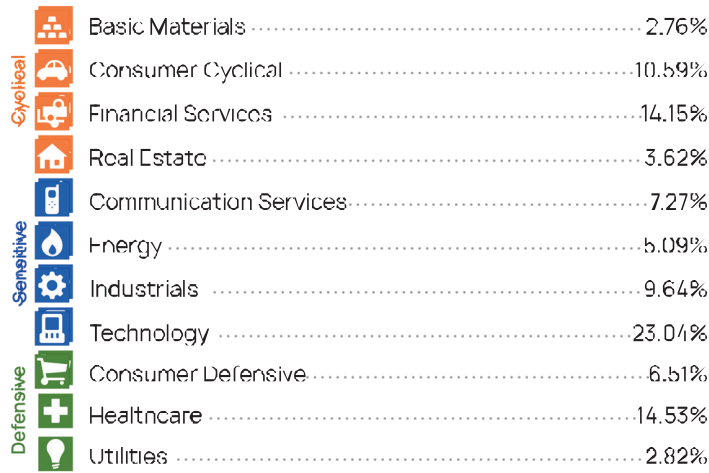 Cyclical
Basic Materials 2.76%
Consumer Cyclical 10.59%
Financial Services 14.15%
Real Estate 3.62%
Sensitive
Communication Services 7.27%
Energy 5.09%
Industrials 9.64%
Technology 23.04%
Defensive
Consumer Defensive 6.51%
Healthcare 14.53%
Utilities 2.82%